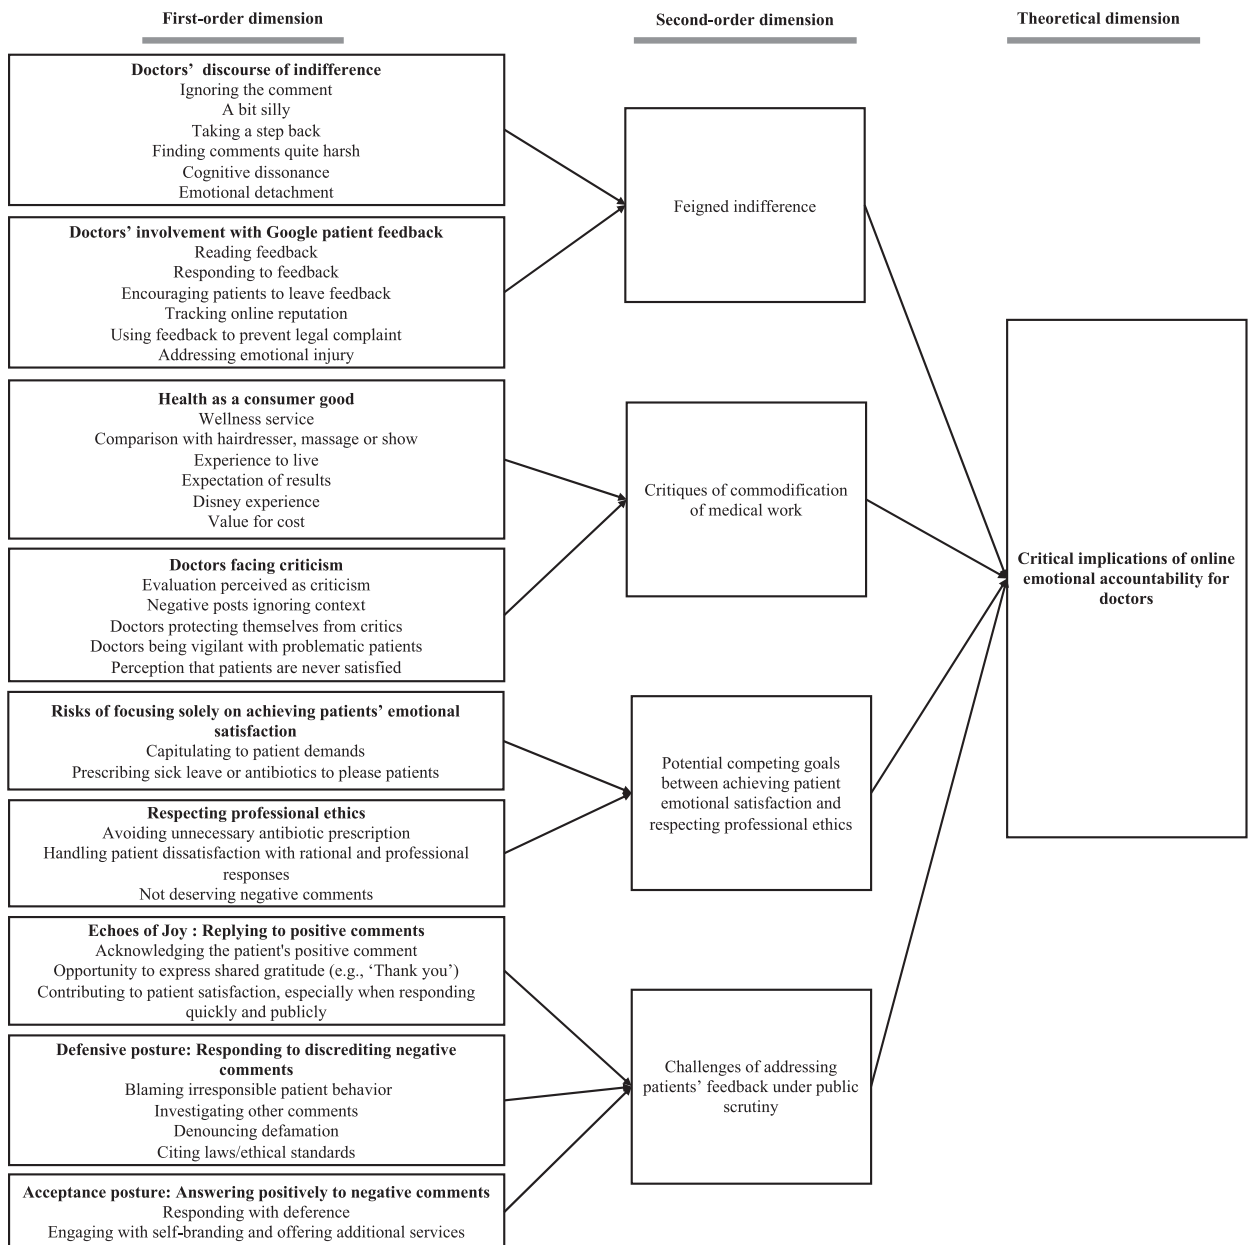 First-order dimension
Second-order dimension
Theoretical dimension
Doctors’ discourse of indifference
Ignoring the comment
A bit silly
Taking a step back
Finding comments quite harsh
Cognitive dissonance
Emotional detachment
Doctors’ involvement with Google patient feedback
Reading feedback
Responding to feedback
Encouraging patients to leave feedback
Tracking online reputation
Using feedback to prevent legal complaint
Addressing emotional injury
Health as a consumer good
Wellness service
Comparison with hairdresser, massage or show
Experience to live
Expectation of results
Disney experience
Value for cost
Doctors facing criticism
Evaluation perceived as criticism
Negative posts ignoring context
Doctors protecting themselves from critics
Doctors being vigilant with problematic patients
Perception that patients are never satisfied
Risks of focusing solely on achieving patients’ emotional
satisfaction
Capitulating to patient demands
Prescribing sick leave or antibiotics to please patients
Respecting professional ethics
Avoiding unnecessary antibiotic prescription
Handling patient dissatisfaction with rational and professional
responses
Not deserving negative comments
Echoes of Joy : Replying to positive comments
Acknowledging the patient's positive comment
Opportunity to express shared gratitude (e.g., ‘Thank you’)
Contributing to patient satisfaction, especially when responding
quickly and publicly
Defensive posture: Responding to discrediting negative
comments
Blaming irresponsible patient behavior
Investigating other comments
Denouncing defamation
Citing laws/ethical standards
Acceptance posture: Answering positively to negative comments
Responding with deference
Engaging with self-branding and offering additional services
Feigned indifference
Critiques of commodification
of medical work
Potential competing goals
between achieving patient
emotional satisfaction and
respecting professional ethics
Challenges of addressing
patients’ feedback under public
scrutiny
Critical implications of online
emotional accountability for
doctors